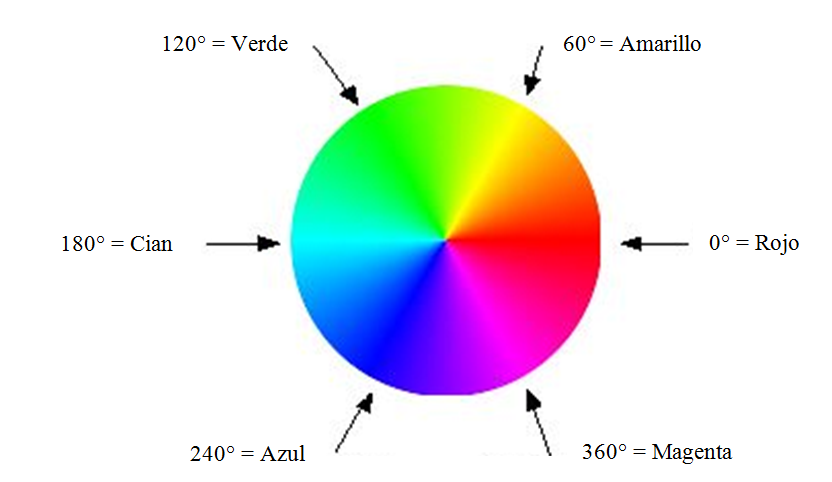 120° = Verde
60° = Amarillo
180° = Cian
0° = Rojo
240° = Azul
360° = Magenta